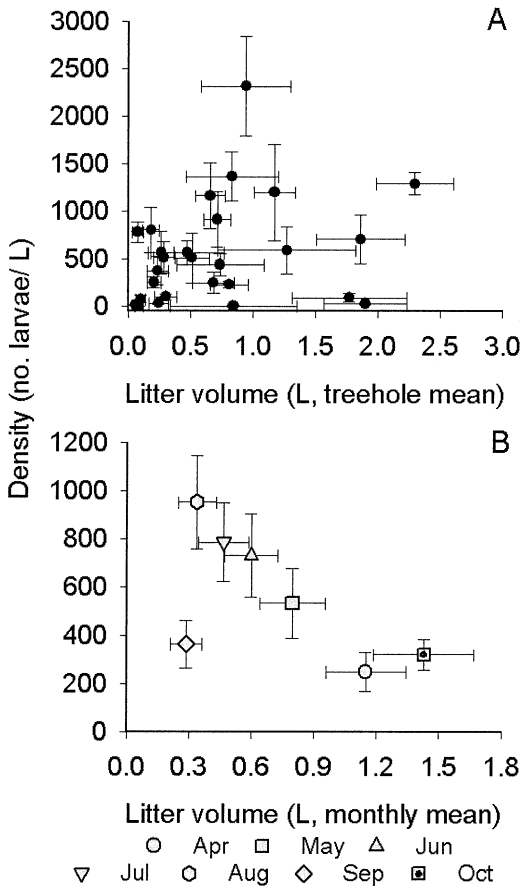 A
3000
2500
2000
1500
1000
500
0
0.0 0.5 1.0 1.5 2.0 2.5 3.0
Litter volume (L, treehole mean)
Density (no. larvae/ L)
B
1200
1000
800
600
400
200
0
0.0 0.3 0.6 0.9 1.2 1.5 1.8
Litter volume (L, monthly mean)
Apr May Jun
Jul Aug Sep Oct